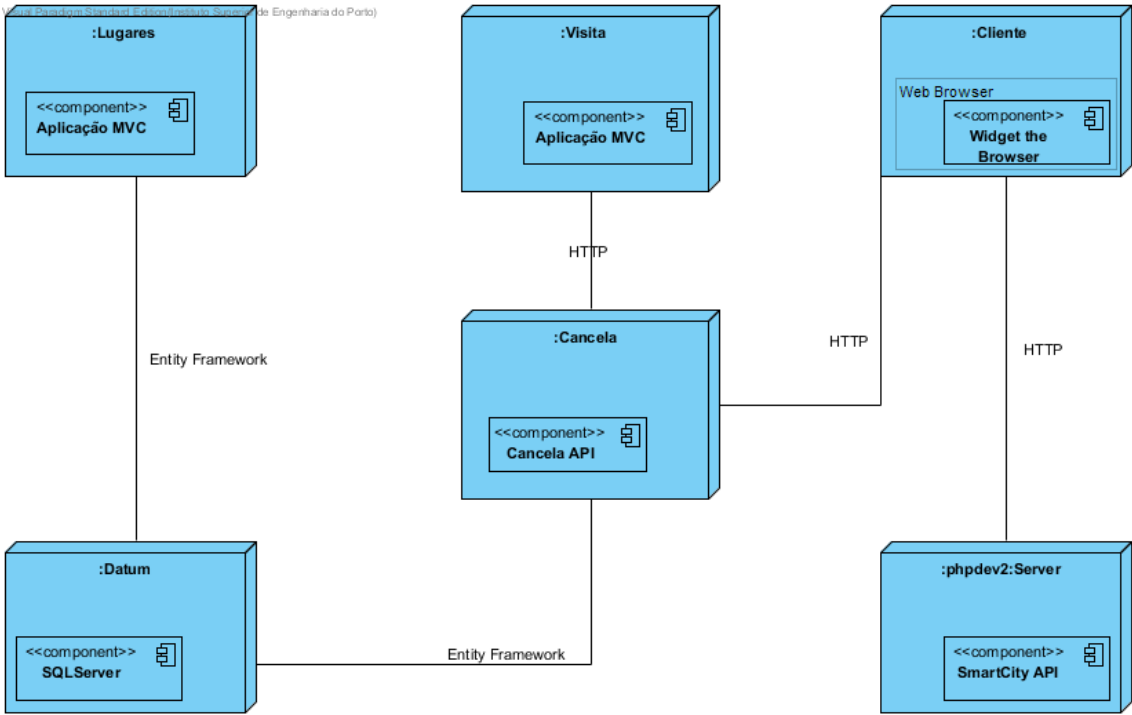 Visual Paradigm Standard Edition(Instituto Superior de Engenharia do Porto)
:Lugares
<<component>>
Aplicação MVC
:Visita
<<component>>
Aplicação MVC
:Cliente
Web Browser
<<component>>
Widget the
Browser
HTTP
HTTP
HTTP
Entity Framework
:Cancela
<<component>>
Cancela API
:Datum
<<component>>
SQLServer
Entity Framework
:phpdev2:Server
<<component>>
SmartCity API